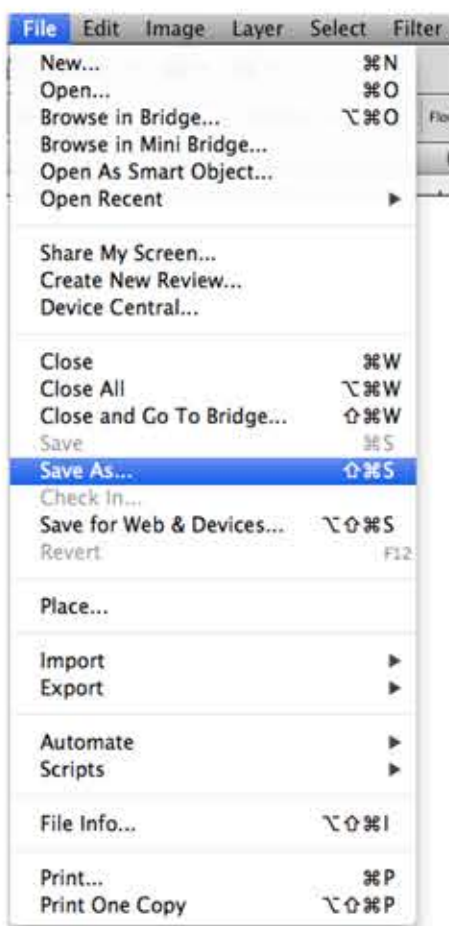 File Edit Image Layer Select Filter
New... ⌘N
Open... ⌘O
Browse in Bridge... ⌥⌘O
Browse in Mini Bridge...
Open As Smart Object...
Open Recent ▶
Share My Screen...
Create New Review...
Device Central...
Close ⌘W
Close All ⌥⌘W
Close and Go To Bridge... ⇧⌘W
Save ⌘S
Save As... ⇧⌘S
Check In...
Save for Web & Devices... ⌥⇧⌘S
Revert F12
Place...
Import ▶
Export ▶
Automate ▶
Scripts ▶
File Info... ⌥⇧⌘I
Print... ⌘P
Print One Copy ⌥⇧⌘P